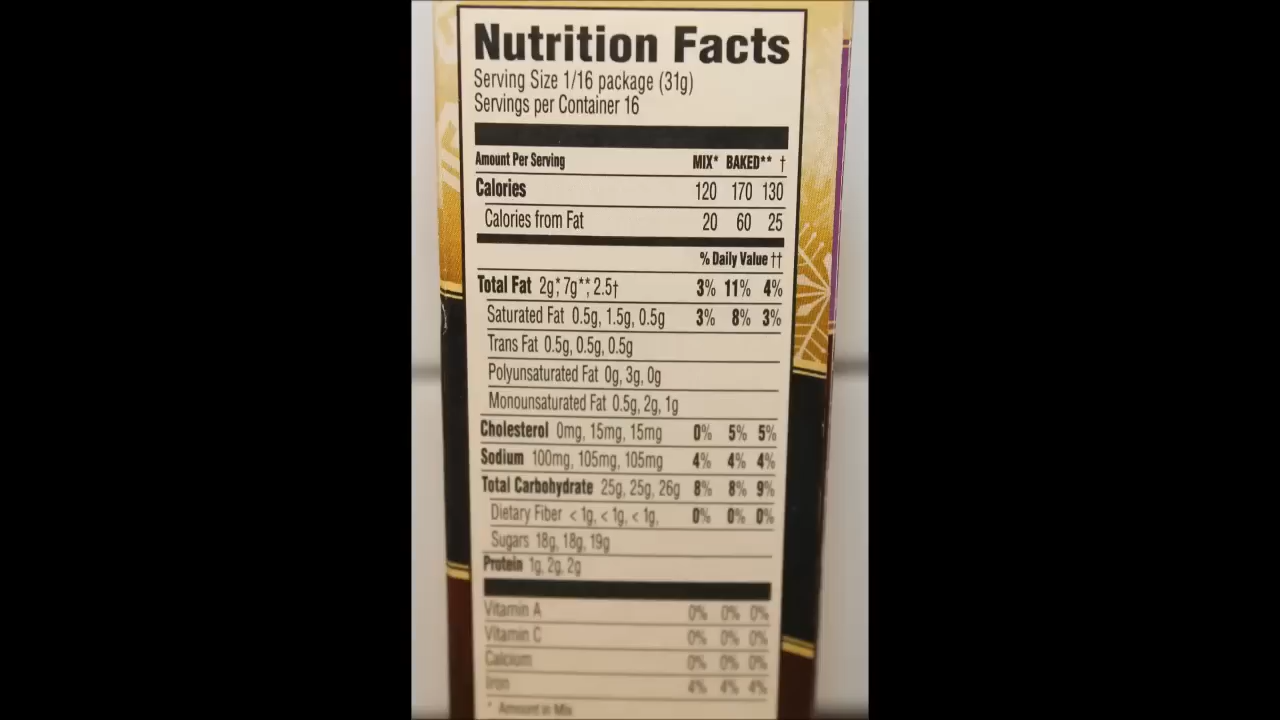 Nutrition Facts
Serving Size 1/16 package (31g)
Servings per Container 16
Amount Per Serving MIX* BAKED** †
Calories 120 170 130
Calories from Fat 20 60 25
% Daily Value ††
Total Fat 2g*, 7g**, 2.5† 3% 11% 4%
Saturated Fat 0.5g, 1.5g, 0.5g 3% 8% 3%
Trans Fat 0.5g, 0.5g, 0.5g
Polyunsaturated Fat 0g, 3g, 0g
Monounsaturated Fat 0.5g, 2g, 1g
Cholesterol 0mg, 15mg, 15mg 0% 5% 5%
Sodium 100mg, 105mg, 105mg 4% 4% 4%
Total Carbohydrate 25g, 25g, 26g 8% 8% 9%
Dietary Fiber < 1g, < 1g, < 1g, 0% 0% 0%
Sugars 18g, 18g, 19g
Protein 1g, 2g, 2g
Vitamin A 0% 0% 0%
Vitamin C 0% 0% 0%
Calcium 0% 0% 0%
Iron 4% 4% 4%
* Amount in Mix